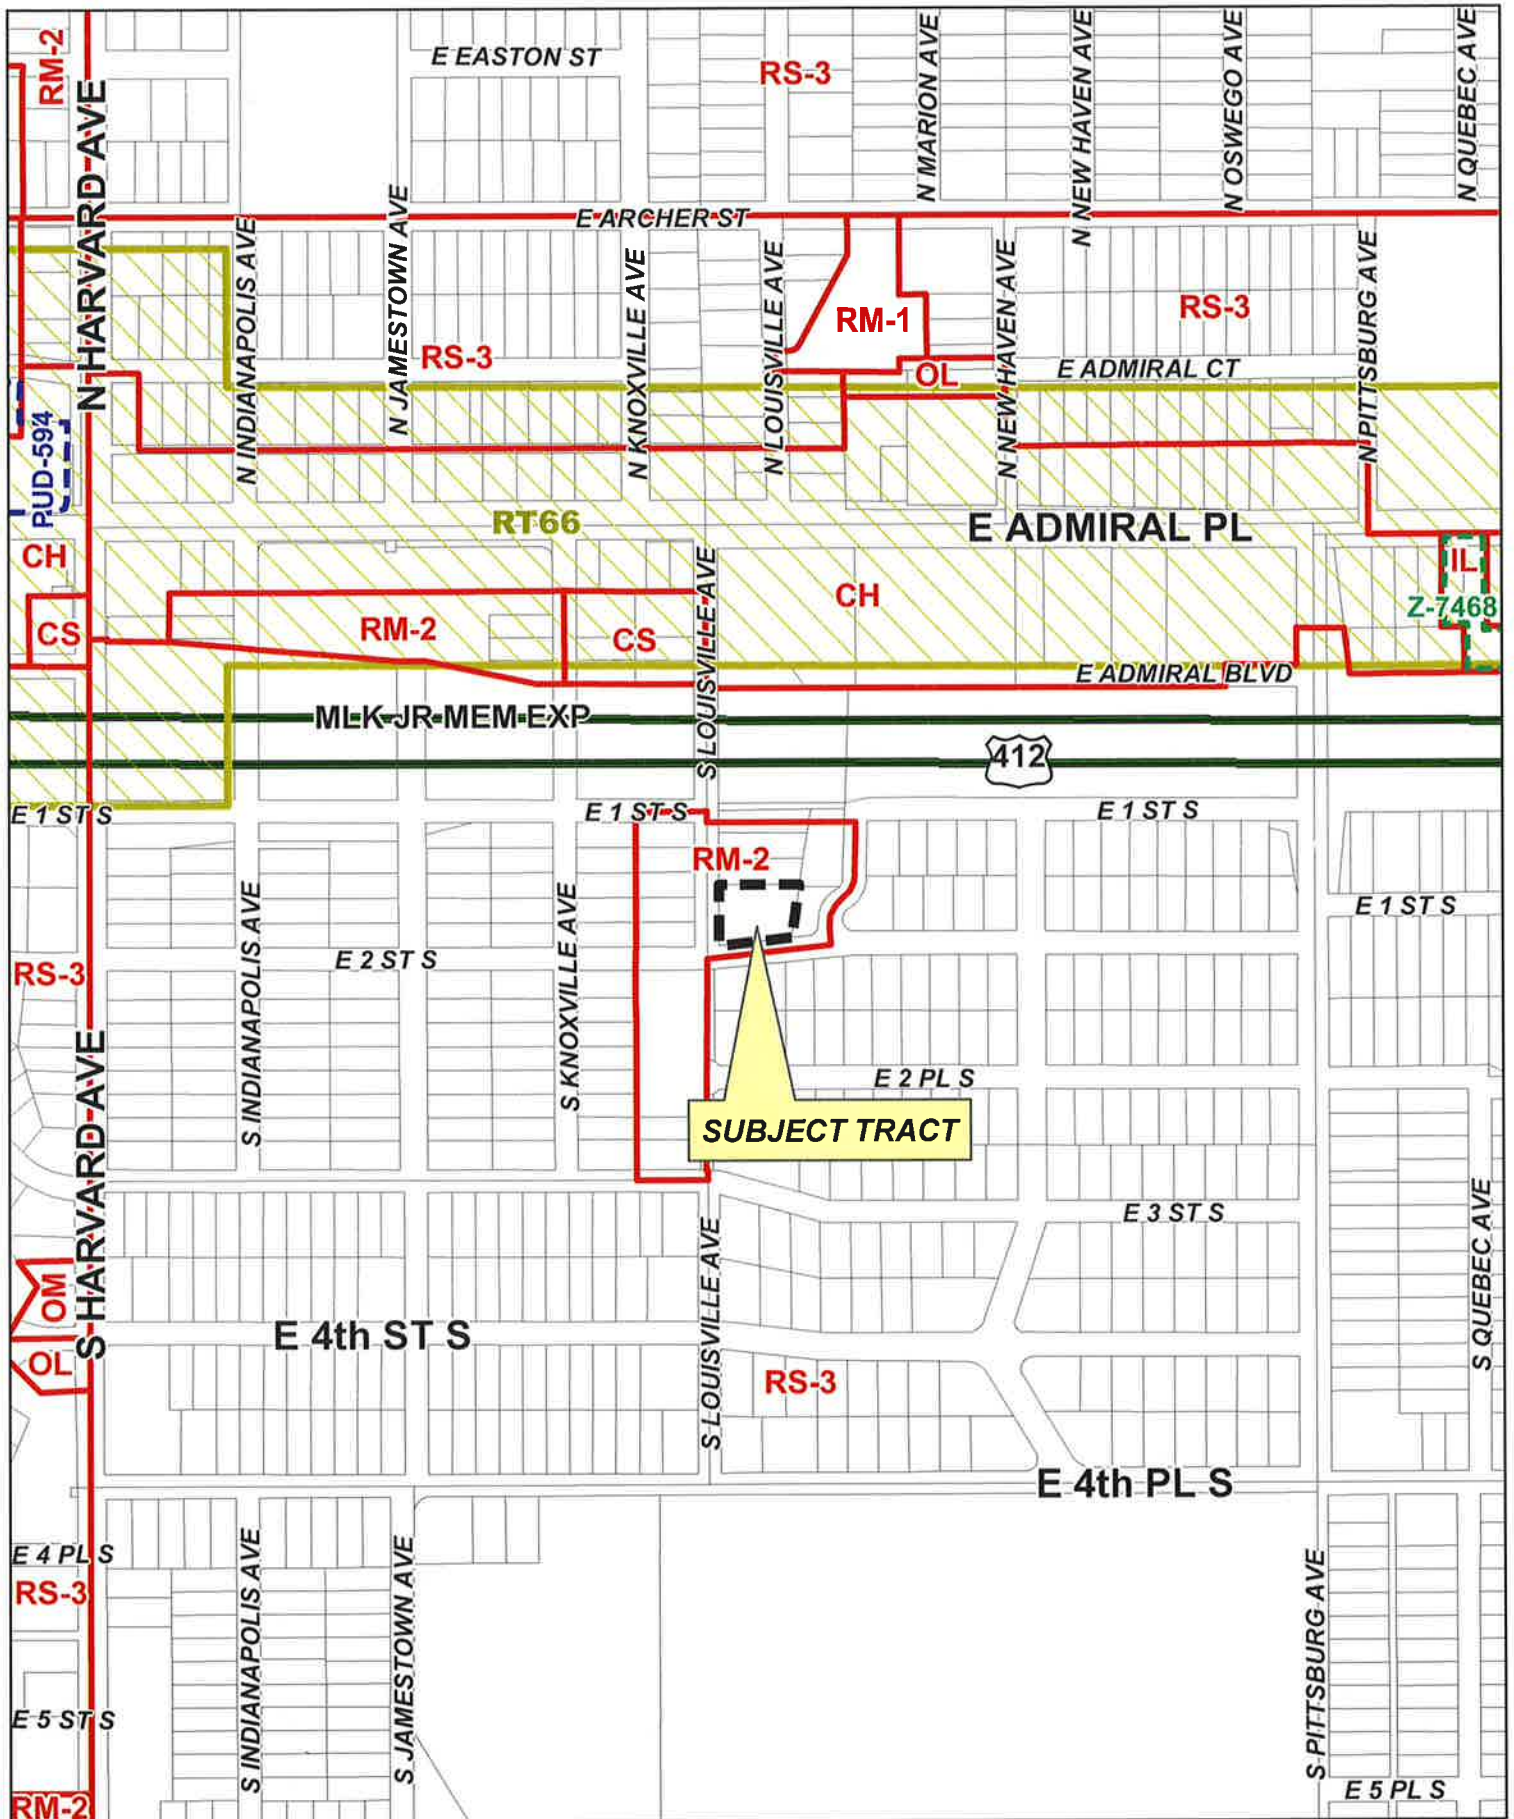 RM-2
E EASTON ST
RS-3
N MARION AVE
N NEW HAVEN AVE
N OSWEGO AVE
N QUEBEC AVE
N HARVARD AVE
E ARCHER ST
N INDIANAPOLIS AVE
N JAMESTOWN AVE
N KNOXVILLE AVE
N LOUISVILLE AVE
N NEW HAVEN AVE
N PITTSBURG AVE
RM-1
RS-3
RS-3
OL
E ADMIRAL CT
PUD-594
RT66
E ADMIRAL PL
CH
IL
CH
Z-7468
CS
RM-2
CS
S LOUISVILLE AVE
E ADMIRAL BLVD
MLK JR MEM EXP
412
E 1 ST S
E 1 ST S
E 1 ST S
RM-2
S INDIANAPOLIS AVE
S KNOXVILLE AVE
E 1 ST S
E 2 ST S
RS-3
S HARVARD AVE
E 2 PL S
SUBJECT TRACT
E 3 ST S
S QUEBEC AVE
OM
S LOUISVILLE AVE
E 4th ST S
OL
RS-3
E 4th PL S
E 4 PL S
RS-3
S INDIANAPOLIS AVE
S JAMESTOWN AVE
S PITTSBURG AVE
E 5 ST S
E 5 PL S
RM-2